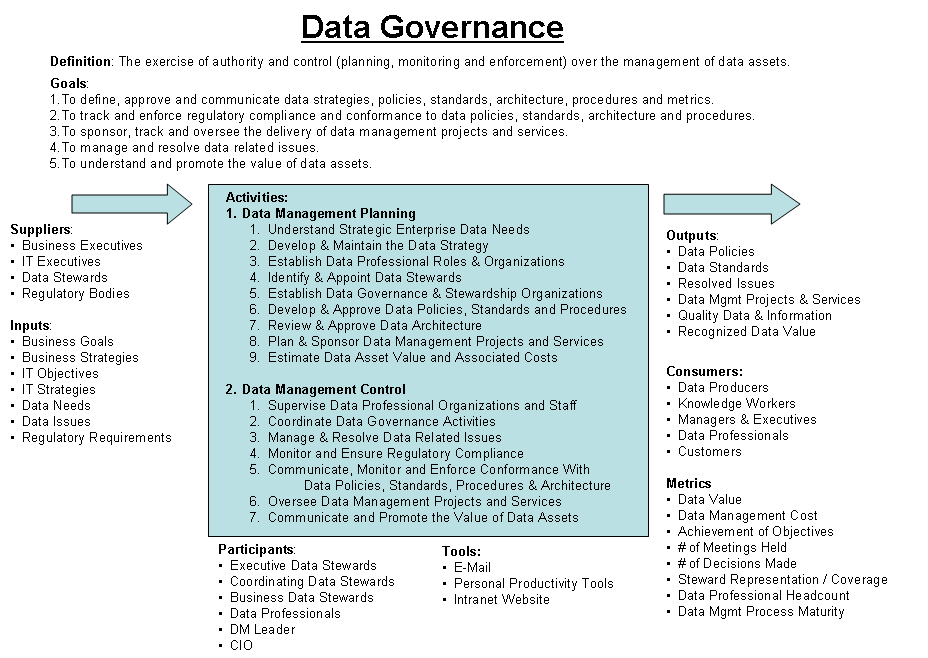 Data Governance
Definition: The exercise of authority and control (planning, monitoring and enforcement) over the management of data assets.
Goals:
1.To define, approve and communicate data strategies, policies, standards, architecture, procedures and metrics.
2.To track and enforce regulatory compliance and conformance to data policies, standards, architecture and procedures.
3.To sponsor, track and oversee the delivery of data management projects and services.
4.To manage and resolve data related issues.
5.To understand and promote the value of data assets.
Suppliers:
• Business Executives
• IT Executives
• Data Stewards
• Regulatory Bodies
Inputs:
• Business Goals
• Business Strategies
• IT Objectives
• IT Strategies
• Data Needs
• Data Issues
• Regulatory Requirements
Activities:
1. Data Management Planning
1. Understand Strategic Enterprise Data Needs
2. Develop & Maintain the Data Strategy
3. Establish Data Professional Roles & Organizations
4. Identify & Appoint Data Stewards
5. Establish Data Governance & Stewardship Organizations
6. Develop & Approve Data Policies, Standards and Procedures
7. Review & Approve Data Architecture
8. Plan & Sponsor Data Management Projects and Services
9. Estimate Data Asset Value and Associated Costs
2. Data Management Control
1. Supervise Data Professional Organizations and Staff
2. Coordinate Data Governance Activities
3. Manage & Resolve Data Related Issues
4. Monitor and Ensure Regulatory Compliance
5. Communicate, Monitor and Enforce Conformance With
Data Policies, Standards, Procedures & Architecture
6. Oversee Data Management Projects and Services
7. Communicate and Promote the Value of Data Assets
Participants:
• Executive Data Stewards
• Coordinating Data Stewards
• Business Data Stewards
• Data Professionals
• DM Leader
• CIO
Tools:
• E-Mail
• Personal Productivity Tools
• Intranet Website
Outputs:
• Data Policies
• Data Standards
• Resolved Issues
• Data Mgmt Projects & Services
• Quality Data & Information
• Recognized Data Value
Consumers:
• Data Producers
• Knowledge Workers
• Managers & Executives
• Data Professionals
• Customers
Metrics
• Data Value
• Data Management Cost
• Achievement of Objectives
• # of Meetings Held
• # of Decisions Made
• Steward Representation / Coverage
• Data Professional Headcount
• Data Mgmt Process Maturity